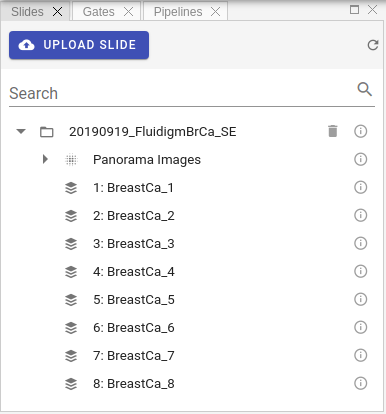 Slides Gates Pipelines
UPLOAD SLIDE
Search
20190919_FluidigmBrCa_SE
Panorama Images
1: BreastCa_1
2: BreastCa_2
3: BreastCa_3
4: BreastCa_4
5: BreastCa_5
6: BreastCa_6
7: BreastCa_7
8: BreastCa_8